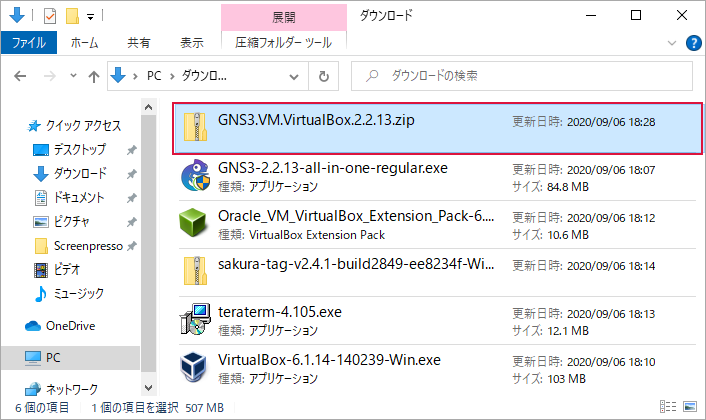 展開
ダウンロード
ファイル
ホーム
共有
表示
圧縮フォルダー ツール
PC
ダウンロ...
ダウンロードの検索
クイック アクセス
デスクトップ
ダウンロード
ドキュメント
ピクチャ
Screenpresso
ビデオ
ミュージック
OneDrive
PC
ネットワーク
GNS3.VM.VirtualBox.2.2.13.zip
更新日時: 2020/09/06 18:28
GNS3-2.2.13-all-in-one-regular.exe
更新日時: 2020/09/06 18:07
種類: アプリケーション
サイズ: 84.8 MB
Oracle_VM_VirtualBox_Extension_Pack-6....
更新日時: 2020/09/06 18:12
種類: VirtualBox Extension Pack
サイズ: 10.6 MB
sakura-tag-v2.4.1-build2849-ee8234f-Wi...
更新日時: 2020/09/06 18:14
teraterm-4.105.exe
更新日時: 2020/09/06 18:13
種類: アプリケーション
サイズ: 12.1 MB
VirtualBox-6.1.14-140239-Win.exe
更新日時: 2020/09/06 18:10
種類: アプリケーション
サイズ: 103 MB
6 個の項目
1 個の項目を選択 507 MB